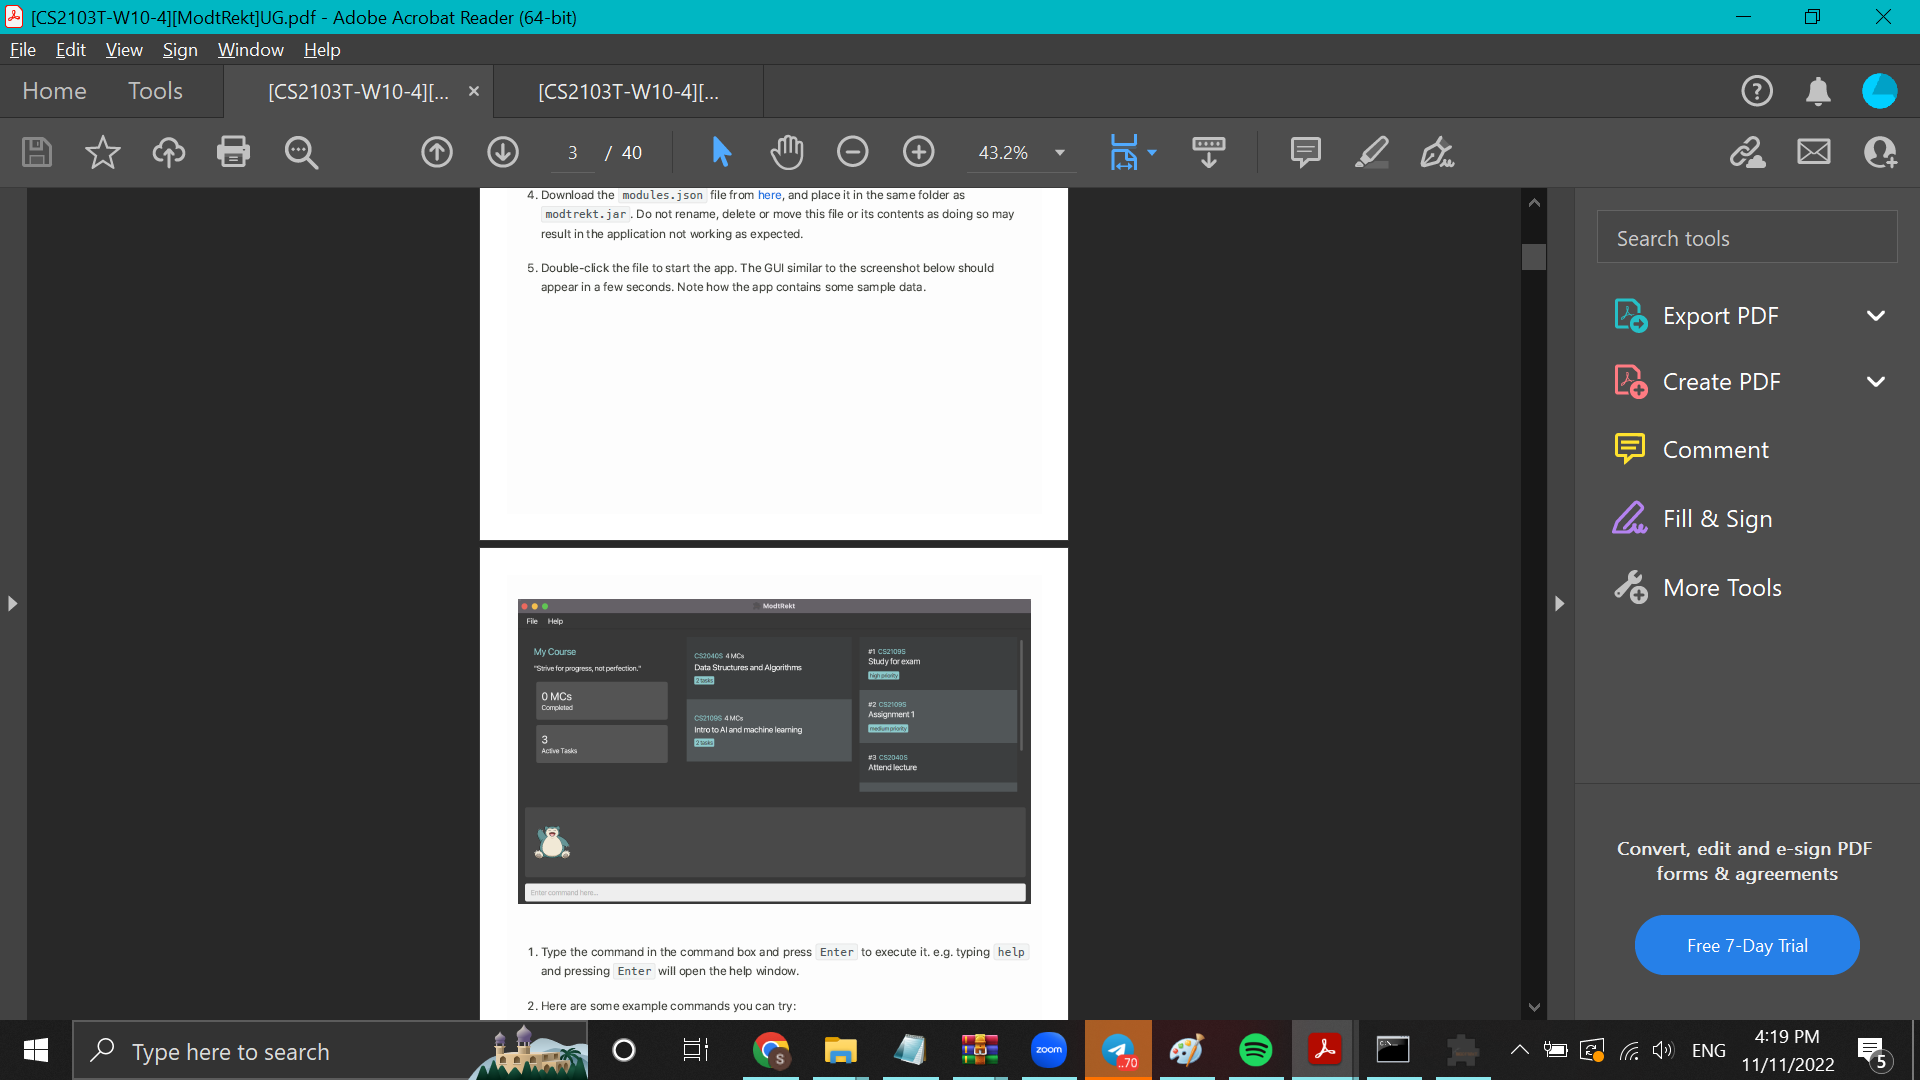 [CS2103T-W10-4][ModtRekt]UG.pdf - Adobe Acrobat Reader (64-bit)
File Edit View Sign Window Help
Home Tools [CS2103T-W10-4][... × [CS2103T-W10-4][...
3 / 40 43.2%
4. Download the modules.json file from here, and place it in the same folder as
modtrekt.jar . Do not rename, delete or move this file or its contents as doing so may
result in the application not working as expected.
5. Double-click the file to start the app. The GUI similar to the screenshot below should
appear in a few seconds. Note how the app contains some sample data.
ModtRekt
File Help
My Course
"Strive for progress, not perfection."
0 MCs
Completed
3
Active Tasks
CS2040S 4 MCs
Data Structures and Algorithms
2 tasks
CS2109S 4 MCs
Intro to AI and machine learning
2 tasks
#1 CS2109S
Study for exam
high priority
#2 CS2109S
Assignment 1
medium priority
#3 CS2040S
Attend lecture
Enter command here...
1. Type the command in the command box and press Enter to execute it. e.g. typing help
and pressing Enter will open the help window.
2. Here are some example commands you can try:
Search tools
Export PDF
Create PDF
Comment
Fill & Sign
More Tools
Convert, edit and e-sign PDF
forms & agreements
Free 7-Day Trial
Type here to search
S
zoom
..70
C:\_
ENG
4:19 PM
11/11/2022
5